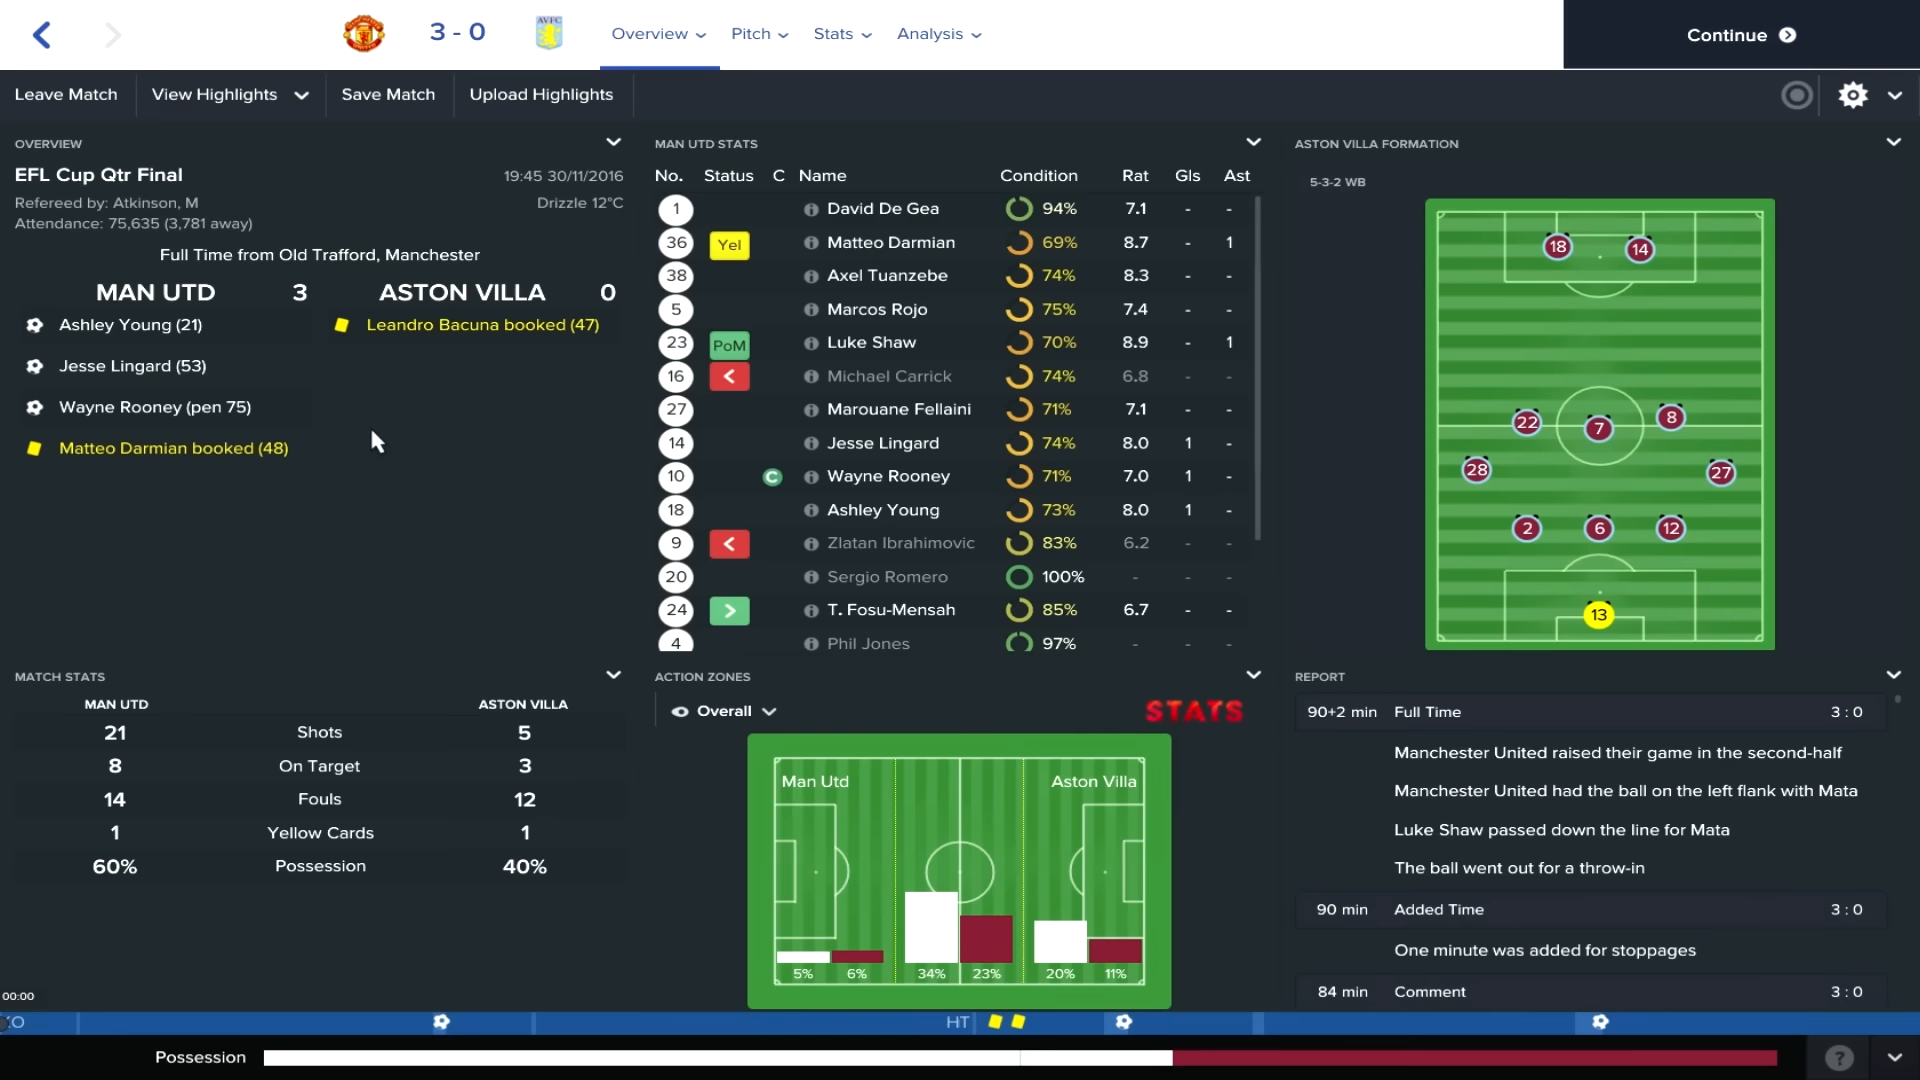 3 - 0
AVFC
Overview
Pitch
Stats
Analysis
Continue
Leave Match
View Highlights
Save Match
Upload Highlights
OVERVIEW
EFL Cup Qtr Final
19:45 30/11/2016
Refereed by: Atkinson, M
Drizzle 12°C
Attendance: 75,635 (3,781 away)
Full Time from Old Trafford, Manchester
MAN UTD 3 ASTON VILLA 0
Ashley Young (21)
Leandro Bacuna booked (47)
Jesse Lingard (53)
Wayne Rooney (pen 75)
Matteo Darmian booked (48)
MAN UTD STATS
No. Status C Name Condition Rat Gls Ast
1 David De Gea 94% 7.1 - -
36 Yel Matteo Darmian 69% 8.7 - 1
38 Axel Tuanzebe 74% 8.3 - -
5 Marcos Rojo 75% 7.4 - -
23 PoM Luke Shaw 70% 8.9 - 1
16 Michael Carrick 74% 6.8 - -
27 Marouane Fellaini 71% 7.1 - -
14 Jesse Lingard 74% 8.0 1 -
10 C Wayne Rooney 71% 7.0 1 -
18 Ashley Young 73% 8.0 1 -
9 Zlatan Ibrahimovic 83% 6.2 - -
20 Sergio Romero 100% - - -
24 T. Fosu-Mensah 85% 6.7 - -
4 Phil Jones 97% - - -
ASTON VILLA FORMATION
5-3-2 WB
18 14
22 7 8
28 27
2 6 12
13
MATCH STATS
MAN UTD ASTON VILLA
21 Shots 5
8 On Target 3
14 Fouls 12
1 Yellow Cards 1
60% Possession 40%
ACTION ZONES
Overall
STATS
Man Utd Aston Villa
5% 6% 34% 23% 20% 11%
REPORT
90+2 min Full Time 3 : 0
Manchester United raised their game in the second-half
Manchester United had the ball on the left flank with Mata
Luke Shaw passed down the line for Mata
The ball went out for a throw-in
90 min Added Time 3 : 0
One minute was added for stoppages
84 min Comment 3 : 0
00:00
HT
Possession
?